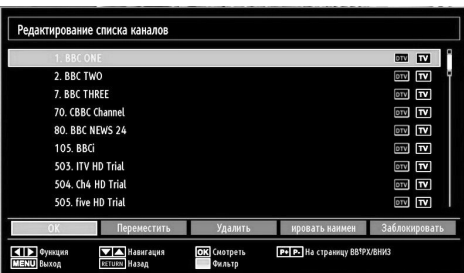 Редактирование списка каналов
1. BBC ONE DTV TV
2. BBC TWO DTV TV
7. BBC THREE DTV TV
70. CBBC Channel DTV TV
80. BBC NEWS 24 DTV TV
105. BBCi DTV TV
503. ITV HD Trial DTV TV
504. Ch4 HD Trial DTV TV
505. five HD Trial DTV TV
OK Переместить Удалить ировать наимен Заблокировать
Функция Навигация OK Смотреть P+ P- На страницу ВВРХ/ВНИЗ
MENU Выход RETURN Назад Фильтр